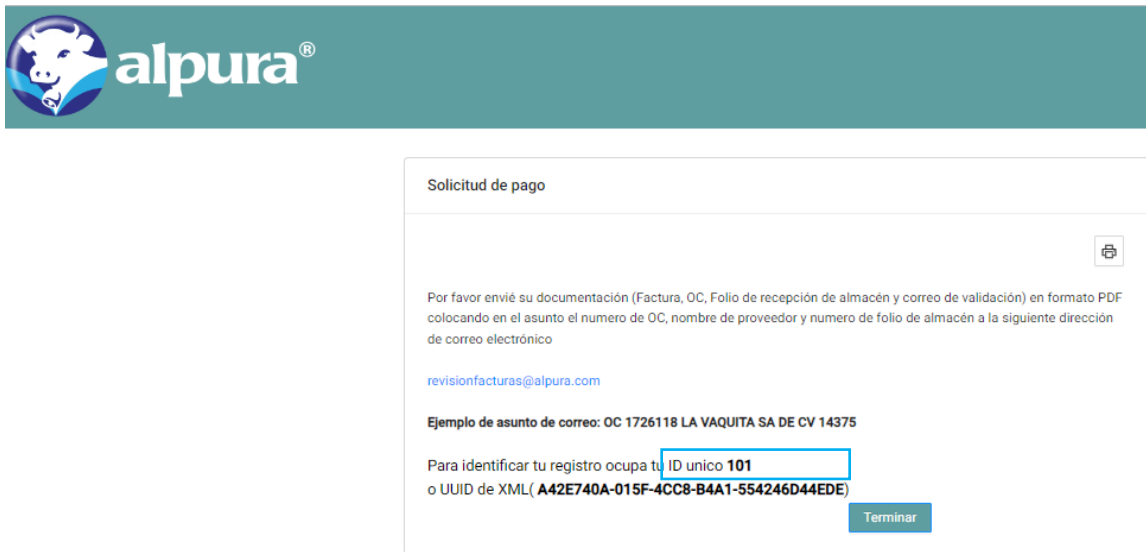 alpura®
Solicitud de pago
Por favor envié su documentación (Factura, OC, Folio de recepción de almacén y correo de validación) en formato PDF
colocando en el asunto el numero de OC, nombre de proveedor y numero de folio de almacén a la siguiente dirección
de correo electrónico
revisionfacturas@alpura.com
Ejemplo de asunto de correo: OC 1726118 LA VAQUITA SA DE CV 14375
Para identificar tu registro ocupa tu ID unico 101
o UUID de XML( A42E740A-015F-4CC8-B4A1-554246D44EDE)
Terminar